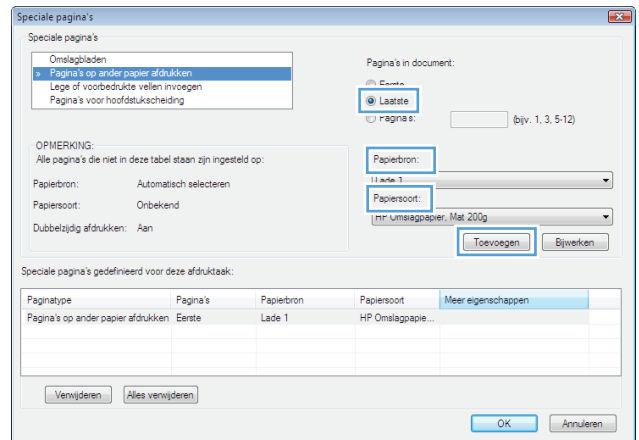 Speciale pagina's
Speciale pagina's
Omslagbladen
» Pagina's op ander papier afdrukken
Lege of voorbedrukte vellen invoegen
Pagina's voor hoofdstukscheiding
Pagina's in document:
Eerste
Laatste
Pagina's:
(bijv. 1, 3, 5-12)
OPMERKING:
Alle pagina's die niet in deze tabel staan zijn ingesteld op:
Papierbron: Automatisch selecteren
Papiersoort: Onbekend
Dubbelzijdig afdrukken: Aan
Papierbron:
Lade 1
Papiersoort:
HP Omslagpapier, Mat 200g
Toevoegen Bijwerken
Speciale pagina's gedefinieerd voor deze afdruktaak:
Paginatype Pagina's Papierbron Papiersoort Meer eigenschappen
Pagina's op ander papier afdrukken Eerste Lade 1 HP Omslagpapie...
Verwijderen Alles verwijderen
OK Annuleren